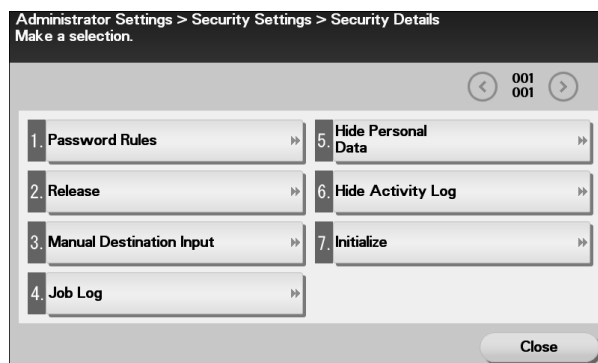 Administrator Settings > Security Settings > Security Details
Make a selection.
001
001
1. Password Rules
2. Release
3. Manual Destination Input
4. Job Log
5. Hide Personal
Data
6. Hide Activity Log
7. Initialize
Close